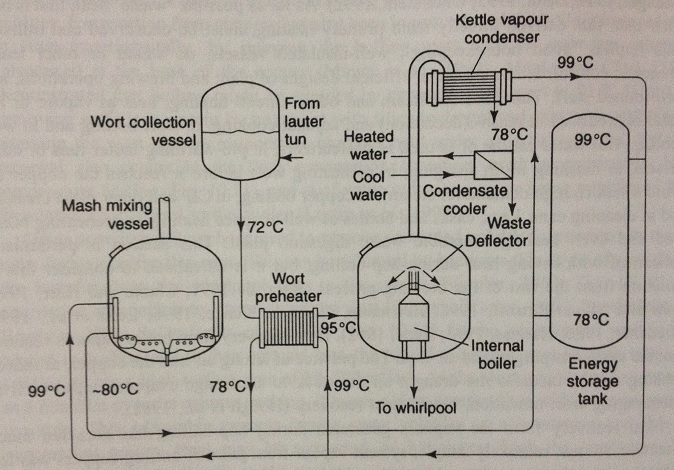 Kettle vapour
condenser
99°C
From
lauter
tun
Wort collection
vessel
78°C
99°C
Heated
water
Cool
water
Condensate
cooler
Waste
Mash mixing
vessel
72°C
Deflector
Wort
preheater
95°C
78°C
Internal
boiler
Energy
storage
tank
99°C
~80°C
78°C
99°C
To whirlpool